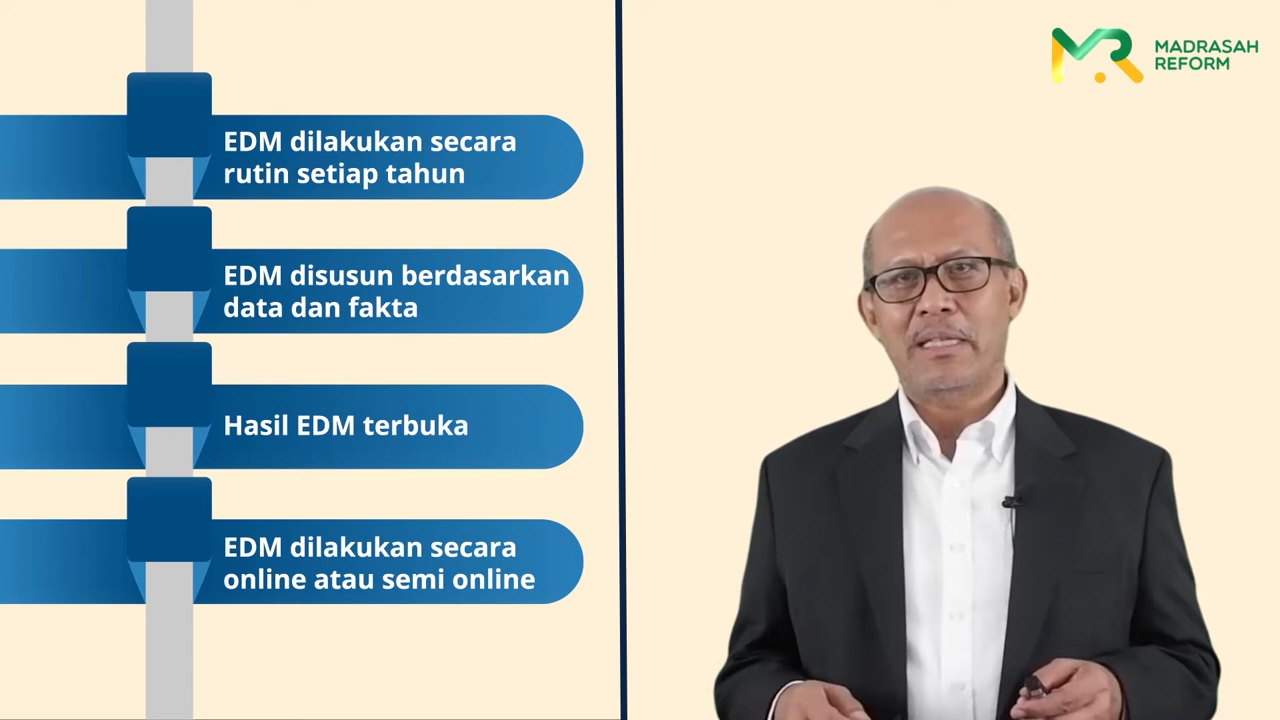 MADRASAH
REFORM
EDM dilakukan secara
rutin setiap tahun
EDM disusun berdasarkan
data dan fakta
Hasil EDM terbuka
EDM dilakukan secara
online atau semi online